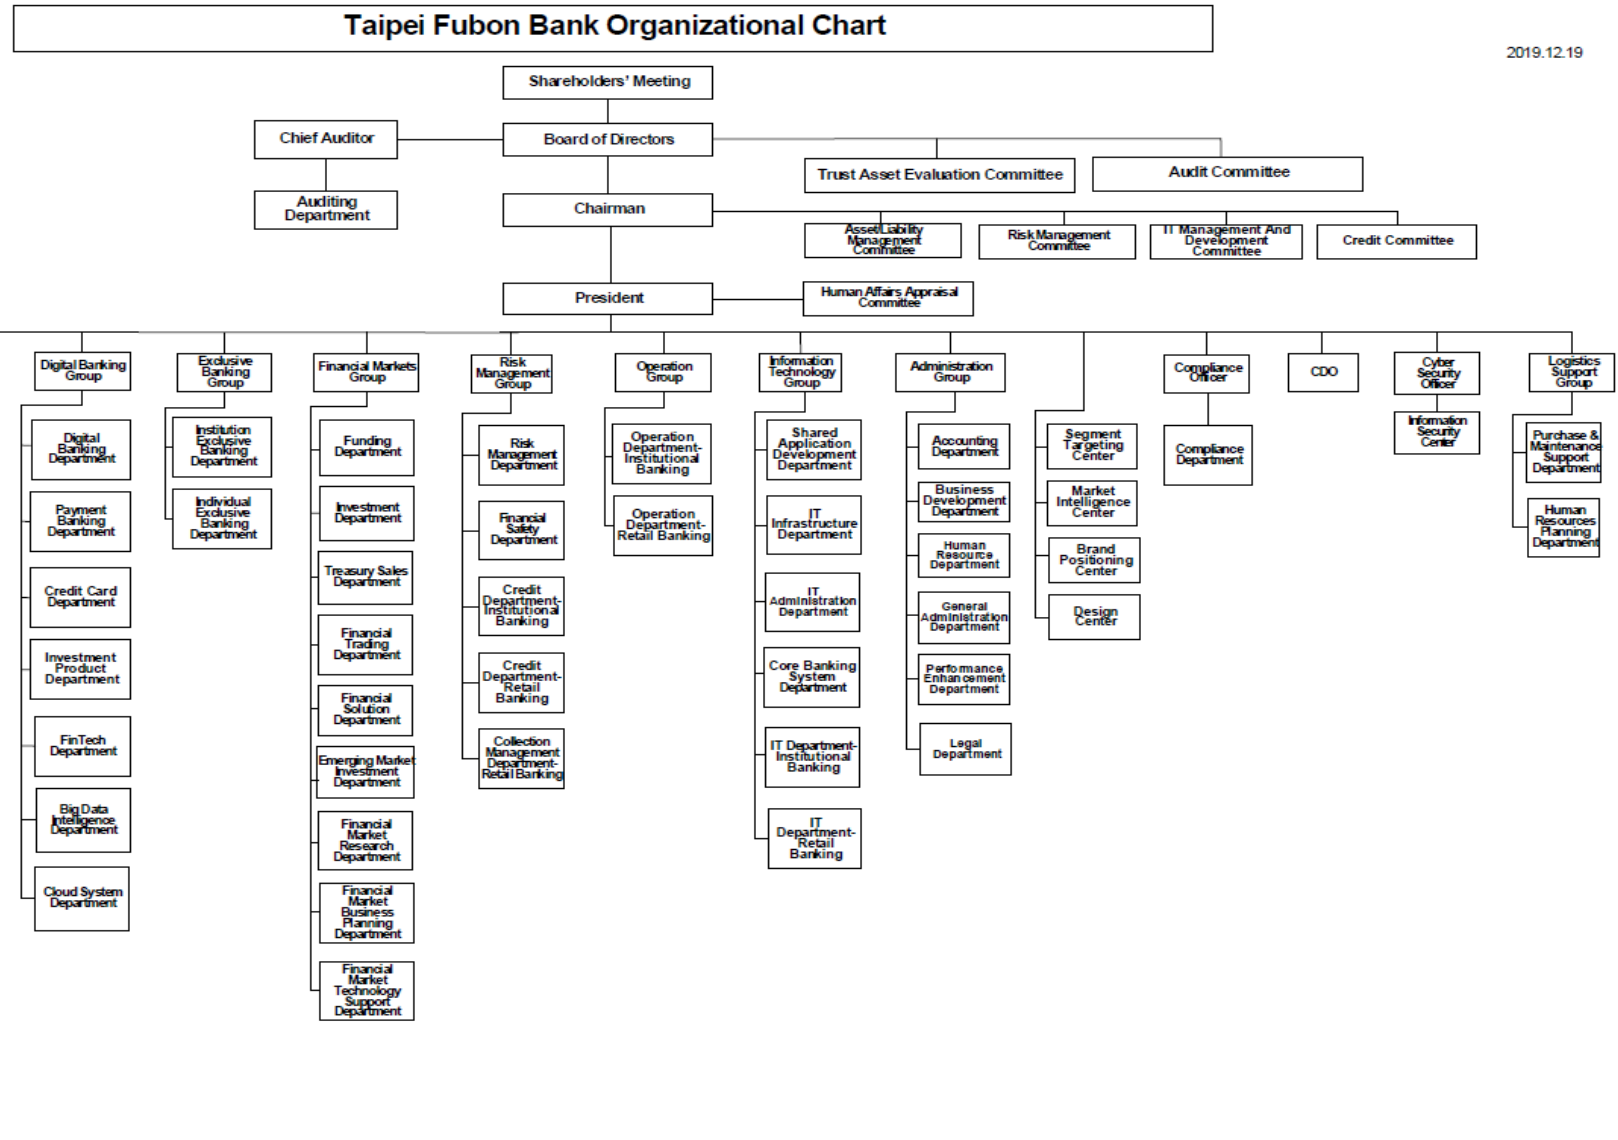 Taipei Fubon Bank Organizational Chart
2019.12.19
Shareholders' Meeting
Chief Auditor
Board of Directors
Trust Asset Evaluation Committee
Audit Committee
Auditing
Department
Chairman
Asset/Liability
Management
Committee
Risk Management
Committee
IT Management And
Development
Committee
Credit Committee
President
Human Affairs Appraisal
Committee
Digital Banking
Group
Exclusive
Banking
Group
Financial Markets
Group
Risk
Management
Group
Operation
Group
Information
Technology
Group
Administration
Group
Compliance
Officer
CDO
Cyber
Security
Officer
Logistics
Support
Group
Digital
Banking
Department
Payment
Banking
Department
Credit Card
Department
Investment
Product
Department
FinTech
Department
Big Data
Intelligence
Department
Cloud System
Department
Institution
Exclusive
Banking
Department
Individual
Exclusive
Banking
Department
Funding
Department
Investment
Department
Treasury Sales
Department
Financial
Trading
Department
Financial
Solution
Department
Emerging Market
Investment
Department
Financial
Market
Research
Department
Financial
Market
Business
Planning
Department
Financial
Market
Technology
Support
Department
Risk
Management
Department
Financial
Safety
Department
Credit
Department-
Institutional
Banking
Credit
Department-
Retail
Banking
Collection
Management
Department-
Retail Banking
Operation
Department-
Institutional
Banking
Operation
Department-
Retail Banking
Shared
Application
Development
Department
IT
Infrastructure
Department
IT
Administration
Department
Core Banking
System
Department
IT Department-
Institutional
Banking
IT
Department-
Retail
Banking
Accounting
Department
Business
Development
Department
Human
Resource
Department
General
Administration
Department
Performance
Enhancement
Department
Legal
Department
Segment
Targeting
Center
Market
Intelligence
Center
Brand
Positioning
Center
Design
Center
Compliance
Department
Information
Security
Center
Purchase &
Maintenance
Support
Department
Human
Resources
Planning
Department